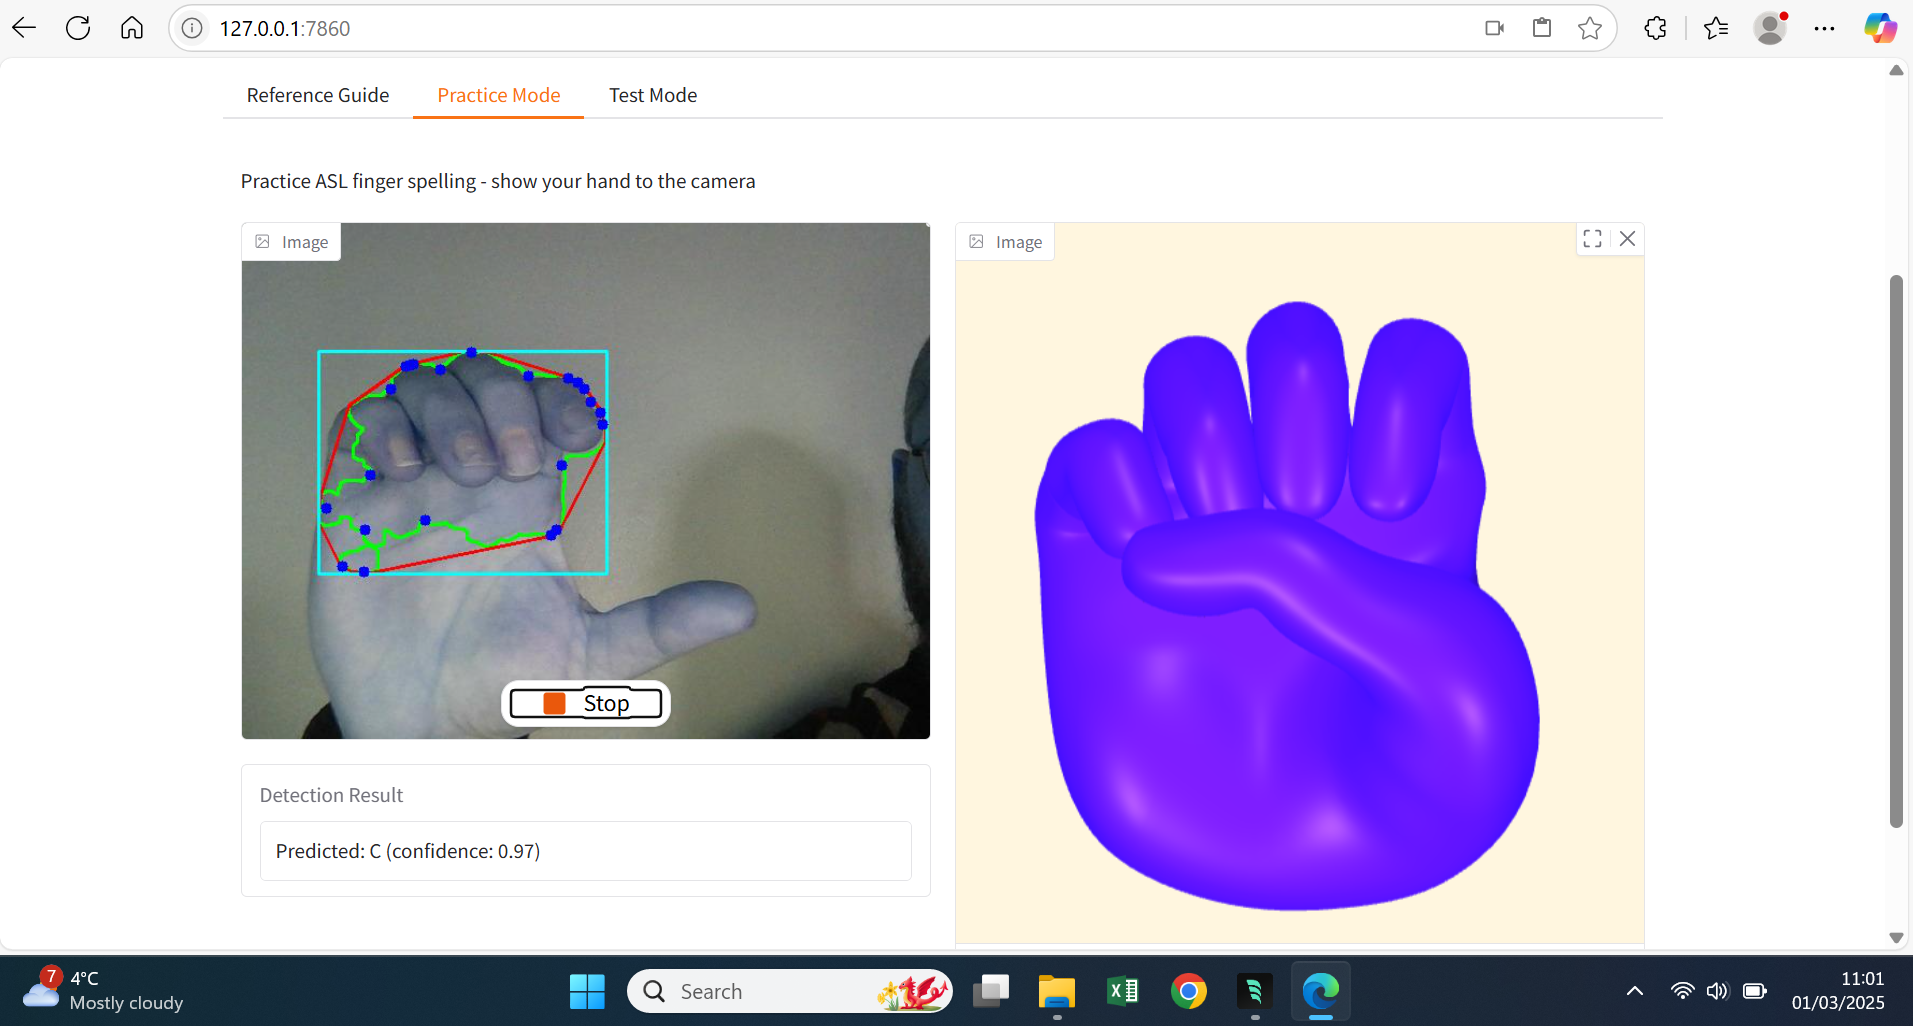 127.0.0.1:7860
Reference Guide
Practice Mode
Test Mode
Practice ASL finger spelling - show your hand to the camera
Image
Image
Stop
Detection Result
Predicted: C (confidence: 0.97)
7
4°C
Mostly cloudy
Search
11:01
01/03/2025